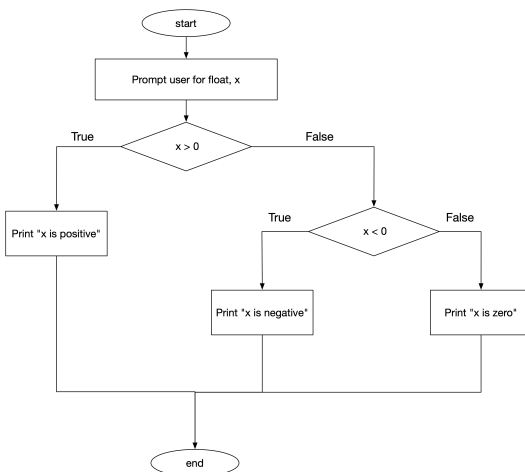 start
Prompt user for float, x
True
False
x > 0
True
False
x < 0
Print "x is positive"
Print "x is negative"
Print "x is zero"
end